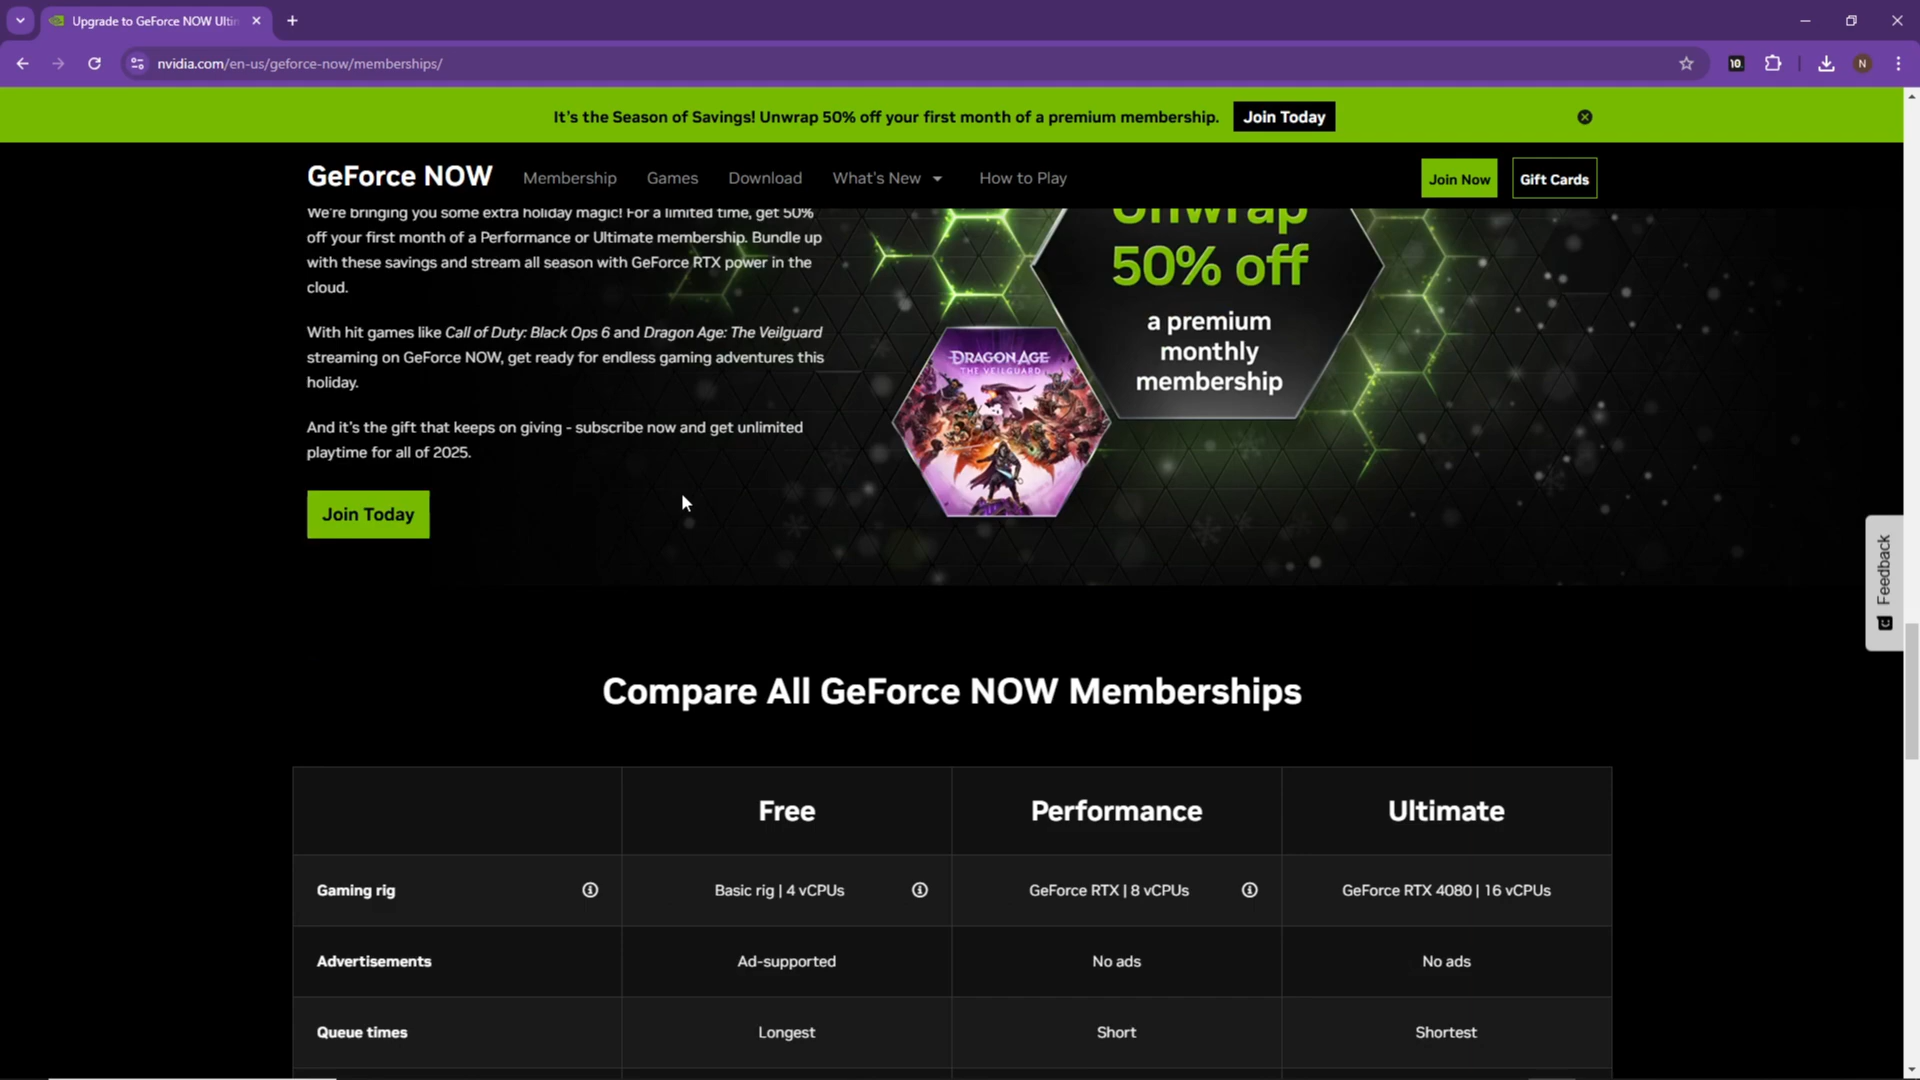 Upgrade to GeForce NOW Ultim
nvidia.com/en-us/geforce-now/memberships/
10
N
It's the Season of Savings! Unwrap 50% off your first month of a premium membership.
Join Today
GeForce NOW
Membership
Games
Download
What's New
How to Play
Join Now
Gift Cards
We're bringing you some extra holiday magic! For a limited time, get 50%
off your first month of a Performance or Ultimate membership. Bundle up
with these savings and stream all season with GeForce RTX power in the
cloud.
With hit games like Call of Duty: Black Ops 6 and Dragon Age: The Veilguard
streaming on GeForce NOW, get ready for endless gaming adventures this
holiday.
And it's the gift that keeps on giving - subscribe now and get unlimited
playtime for all of 2025.
Join Today
Unwrap
50% off
a premium
monthly
membership
DRAGON AGE
THE VEILGUARD
Feedback
Compare All GeForce NOW Memberships
Free
Performance
Ultimate
Gaming rig
Basic rig | 4 vCPUs
GeForce RTX | 8 vCPUs
GeForce RTX 4080 | 16 vCPUs
Advertisements
Ad-supported
No ads
No ads
Queue times
Longest
Short
Shortest